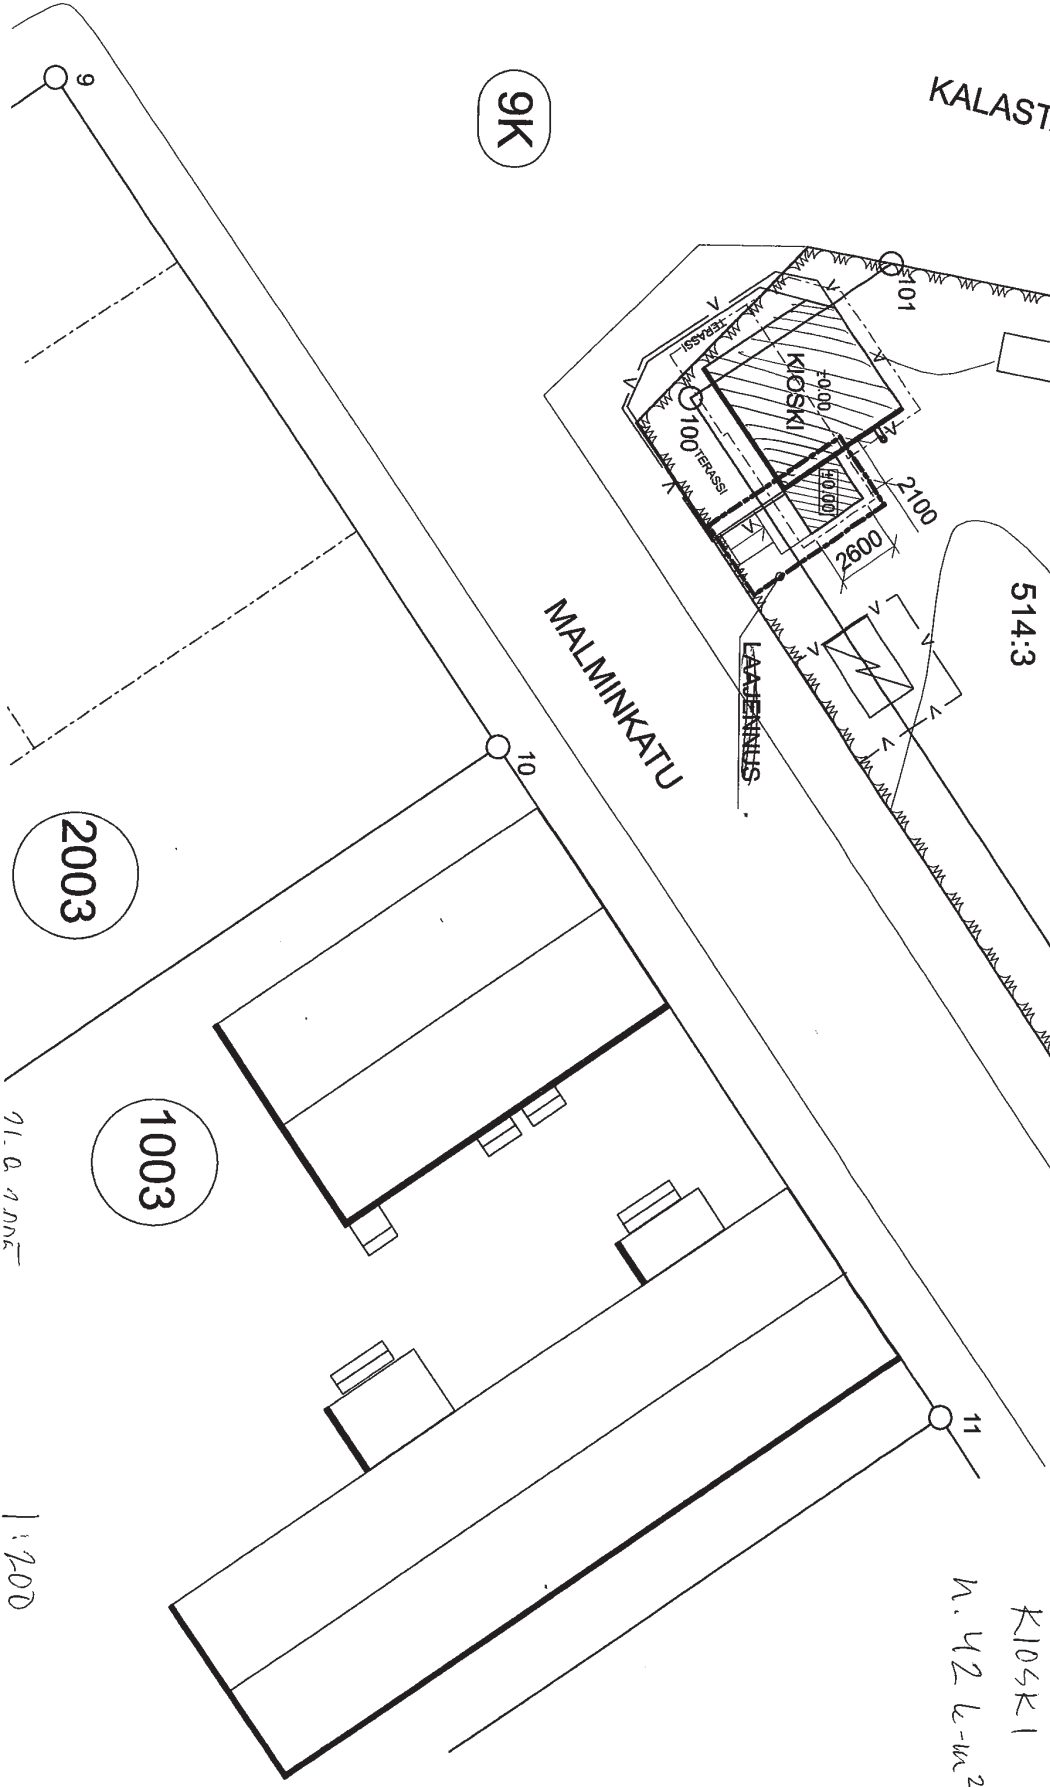 KALAST
9
9K
101
±0.00
KIOSKI
TERASSI
100
TERASSI
±0.00
2100
2600
514:3
MALMINKATU
LAAJENNUS
10
2003
1003
11
1:200
KIOSKI
n. 42 k-m²